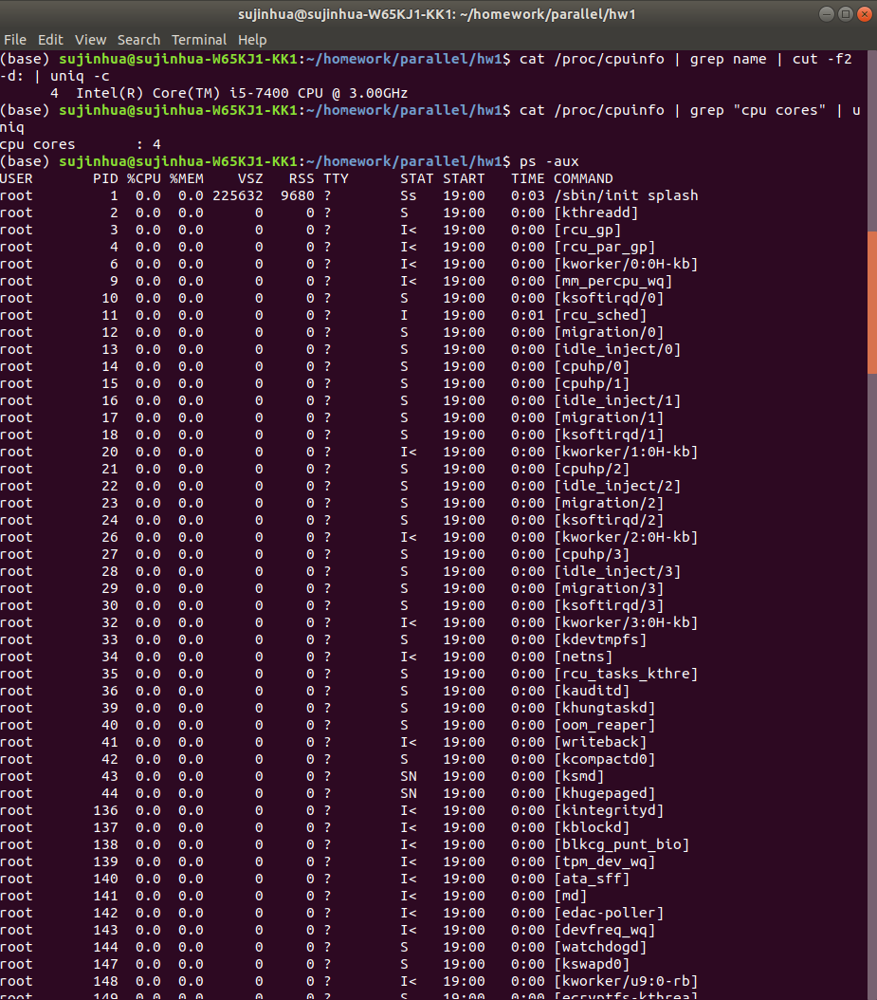 sujinhua@sujinhua-W65KJ1-KK1: ~/homework/parallel/hw1
File Edit View Search Terminal Help
(base) sujinhua@sujinhua-W65KJ1-KK1:~/homework/parallel/hw1$ cat /proc/cpuinfo | grep name | cut -f2
-d: | uniq -c
      4  Intel(R) Core(TM) i5-7400 CPU @ 3.00GHz
(base) sujinhua@sujinhua-W65KJ1-KK1:~/homework/parallel/hw1$ cat /proc/cpuinfo | grep "cpu cores" | u
niq
cpu cores       : 4
(base) sujinhua@sujinhua-W65KJ1-KK1:~/homework/parallel/hw1$ ps -aux
USER       PID %CPU %MEM    VSZ   RSS TTY      STAT START   TIME COMMAND
root         1  0.0  0.0 225632  9680 ?        Ss   19:00   0:03 /sbin/init splash
root         2  0.0  0.0      0     0 ?        S    19:00   0:00 [kthreadd]
root         3  0.0  0.0      0     0 ?        I<   19:00   0:00 [rcu_gp]
root         4  0.0  0.0      0     0 ?        I<   19:00   0:00 [rcu_par_gp]
root         6  0.0  0.0      0     0 ?        I<   19:00   0:00 [kworker/0:0H-kb]
root         9  0.0  0.0      0     0 ?        I<   19:00   0:00 [mm_percpu_wq]
root        10  0.0  0.0      0     0 ?        S    19:00   0:00 [ksoftirqd/0]
root        11  0.0  0.0      0     0 ?        I    19:00   0:01 [rcu_sched]
root        12  0.0  0.0      0     0 ?        S    19:00   0:00 [migration/0]
root        13  0.0  0.0      0     0 ?        S    19:00   0:00 [idle_inject/0]
root        14  0.0  0.0      0     0 ?        S    19:00   0:00 [cpuhp/0]
root        15  0.0  0.0      0     0 ?        S    19:00   0:00 [cpuhp/1]
root        16  0.0  0.0      0     0 ?        S    19:00   0:00 [idle_inject/1]
root        17  0.0  0.0      0     0 ?        S    19:00   0:00 [migration/1]
root        18  0.0  0.0      0     0 ?        S    19:00   0:00 [ksoftirqd/1]
root        20  0.0  0.0      0     0 ?        I<   19:00   0:00 [kworker/1:0H-kb]
root        21  0.0  0.0      0     0 ?        S    19:00   0:00 [cpuhp/2]
root        22  0.0  0.0      0     0 ?        S    19:00   0:00 [idle_inject/2]
root        23  0.0  0.0      0     0 ?        S    19:00   0:00 [migration/2]
root        24  0.0  0.0      0     0 ?        S    19:00   0:00 [ksoftirqd/2]
root        26  0.0  0.0      0     0 ?        I<   19:00   0:00 [kworker/2:0H-kb]
root        27  0.0  0.0      0     0 ?        S    19:00   0:00 [cpuhp/3]
root        28  0.0  0.0      0     0 ?        S    19:00   0:00 [idle_inject/3]
root        29  0.0  0.0      0     0 ?        S    19:00   0:00 [migration/3]
root        30  0.0  0.0      0     0 ?        S    19:00   0:00 [ksoftirqd/3]
root        32  0.0  0.0      0     0 ?        I<   19:00   0:00 [kworker/3:0H-kb]
root        33  0.0  0.0      0     0 ?        S    19:00   0:00 [kdevtmpfs]
root        34  0.0  0.0      0     0 ?        I<   19:00   0:00 [netns]
root        35  0.0  0.0      0     0 ?        S    19:00   0:00 [rcu_tasks_kthre]
root        36  0.0  0.0      0     0 ?        S    19:00   0:00 [kauditd]
root        39  0.0  0.0      0     0 ?        S    19:00   0:00 [khungtaskd]
root        40  0.0  0.0      0     0 ?        S    19:00   0:00 [oom_reaper]
root        41  0.0  0.0      0     0 ?        I<   19:00   0:00 [writeback]
root        42  0.0  0.0      0     0 ?        S    19:00   0:00 [kcompactd0]
root        43  0.0  0.0      0     0 ?        SN   19:00   0:00 [ksmd]
root        44  0.0  0.0      0     0 ?        SN   19:00   0:00 [khugepaged]
root       136  0.0  0.0      0     0 ?        I<   19:00   0:00 [kintegrityd]
root       137  0.0  0.0      0     0 ?        I<   19:00   0:00 [kblockd]
root       138  0.0  0.0      0     0 ?        I<   19:00   0:00 [blkcg_punt_bio]
root       139  0.0  0.0      0     0 ?        I<   19:00   0:00 [tpm_dev_wq]
root       140  0.0  0.0      0     0 ?        I<   19:00   0:00 [ata_sff]
root       141  0.0  0.0      0     0 ?        I<   19:00   0:00 [md]
root       142  0.0  0.0      0     0 ?        I<   19:00   0:00 [edac-poller]
root       143  0.0  0.0      0     0 ?        I<   19:00   0:00 [devfreq_wq]
root       144  0.0  0.0      0     0 ?        S    19:00   0:00 [watchdogd]
root       147  0.0  0.0      0     0 ?        S    19:00   0:00 [kswapd0]
root       148  0.0  0.0      0     0 ?        I<   19:00   0:00 [kworker/u9:0-rb]
root       149  0.0  0.0      0     0 ?        S    19:00   0:00 [ecryptfs-kthrea]